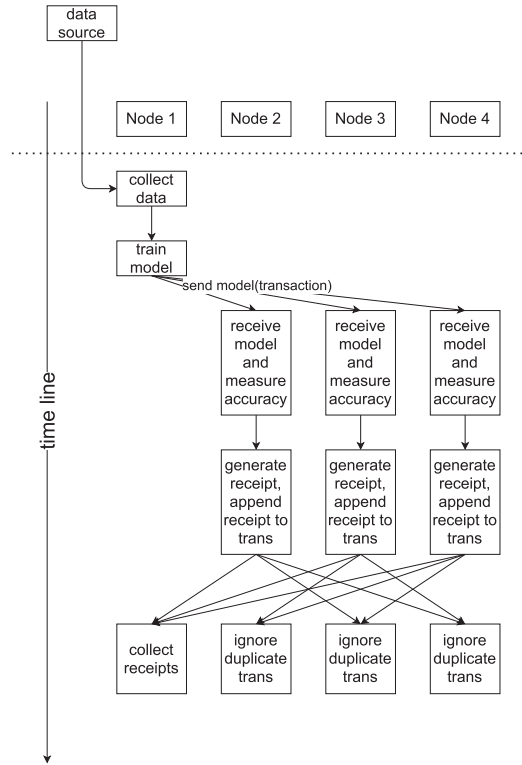 data
source
Node 1
Node 2
Node 3
Node 4
collect
data
train
model
send model(transaction)
receive
model
and
measure
accuracy
receive
model
and
measure
accuracy
receive
model
and
measure
accuracy
time line
generate
receipt,
append
receipt to
trans
generate
receipt,
append
receipt to
trans
generate
receipt,
append
receipt to
trans
collect
receipts
ignore
duplicate
trans
ignore
duplicate
trans
ignore
duplicate
trans